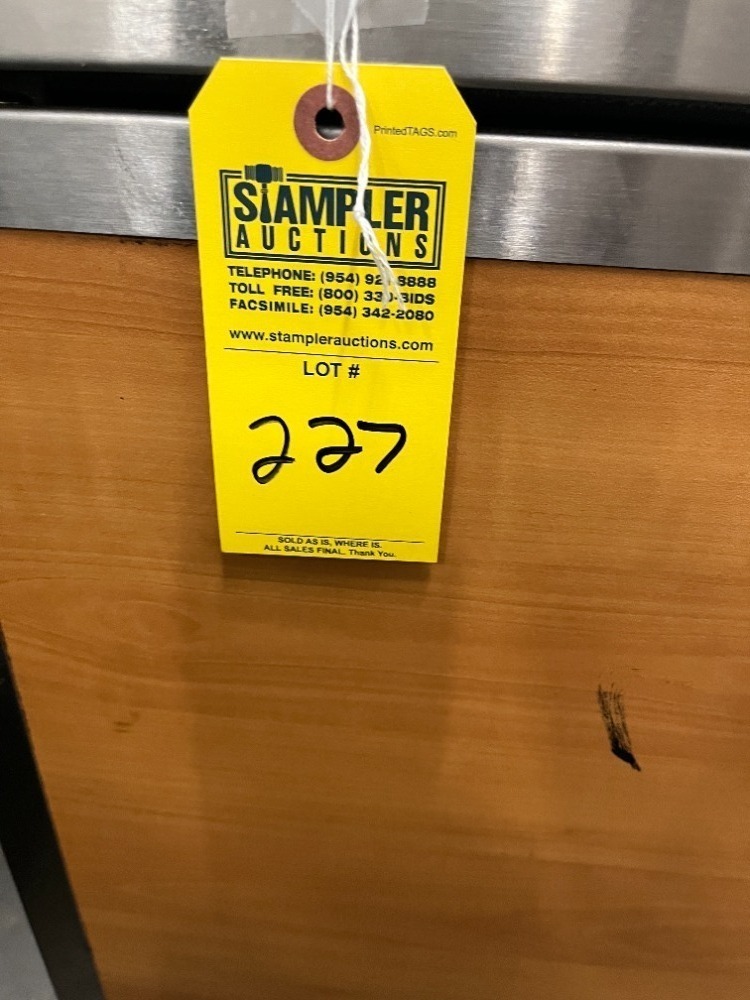 PrintedTAGS.com
STAMPLER
AUCTIONS
TELEPHONE: (954)
TOLL FREE: (800)
FACSIMILE: (954) 342-2080
www.stamplerauctions.com
LOT #
227
SOLD AS IS, WHERE IS.
ALL SALES FINAL. Thank You.